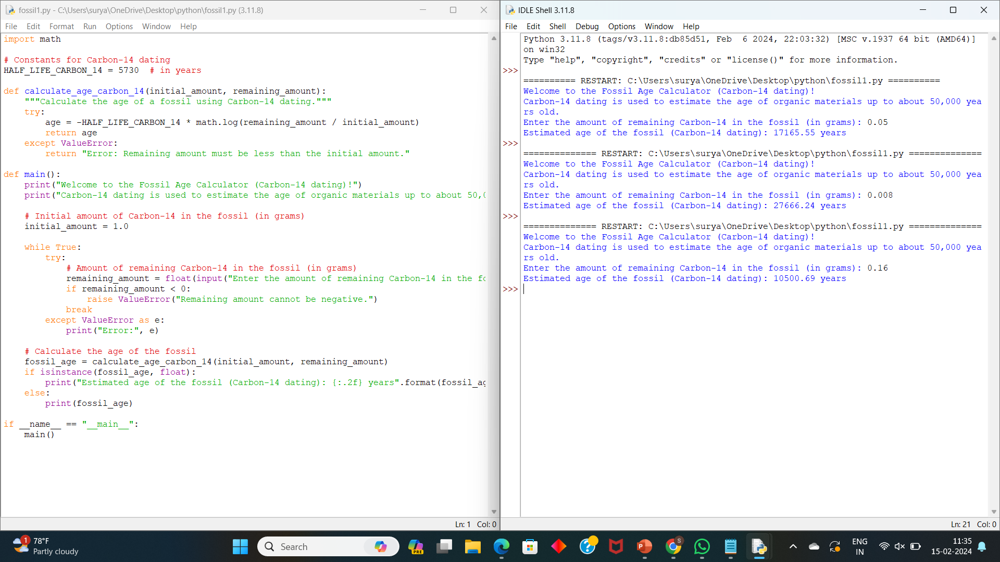 fossil1.py - C:\Users\surya\OneDrive\Desktop\python\fossil1.py (3.11.8)
File Edit Format Run Options Window Help
import math
# Constants for Carbon-14 dating
HALF_LIFE_CARBON_14 = 5730  # in years
def calculate_age_carbon_14(initial_amount, remaining_amount):
    """Calculate the age of a fossil using Carbon-14 dating."""
    try:
        age = -HALF_LIFE_CARBON_14 * math.log(remaining_amount / initial_amount)
        return age
    except ValueError:
        return "Error: Remaining amount must be less than the initial amount."
def main():
    print("Welcome to the Fossil Age Calculator (Carbon-14 dating)!")
    print("Carbon-14 dating is used to estimate the age of organic materials up to about 50,0
    # Initial amount of Carbon-14 in the fossil (in grams)
    initial_amount = 1.0
    while True:
        try:
            # Amount of remaining Carbon-14 in the fossil (in grams)
            remaining_amount = float(input("Enter the amount of remaining Carbon-14 in the fo
            if remaining_amount < 0:
                raise ValueError("Remaining amount cannot be negative.")
            break
        except ValueError as e:
            print("Error:", e)
    # Calculate the age of the fossil
    fossil_age = calculate_age_carbon_14(initial_amount, remaining_amount)
    if isinstance(fossil_age, float):
        print("Estimated age of the fossil (Carbon-14 dating): {:.2f} years".format(fossil_ag
    else:
        print(fossil_age)
if __name__ == "__main__":
    main()
Ln: 1 Col: 0
IDLE Shell 3.11.8
File Edit Shell Debug Options Window Help
Python 3.11.8 (tags/v3.11.8:db85d51, Feb  6 2024, 22:03:32) [MSC v.1937 64 bit (AMD64)]
on win32
Type "help", "copyright", "credits" or "license()" for more information.
>>>
========== RESTART: C:\Users\surya\OneDrive\Desktop\python\fossil1.py ==========
Welcome to the Fossil Age Calculator (Carbon-14 dating)!
Carbon-14 dating is used to estimate the age of organic materials up to about 50,000 yea
rs old.
Enter the amount of remaining Carbon-14 in the fossil (in grams): 0.05
Estimated age of the fossil (Carbon-14 dating): 17165.55 years
>>>
============== RESTART: C:\Users\surya\OneDrive\Desktop\python\fossil1.py ==============
Welcome to the Fossil Age Calculator (Carbon-14 dating)!
Carbon-14 dating is used to estimate the age of organic materials up to about 50,000 yea
rs old.
Enter the amount of remaining Carbon-14 in the fossil (in grams): 0.008
Estimated age of the fossil (Carbon-14 dating): 27666.24 years
>>>
============== RESTART: C:\Users\surya\OneDrive\Desktop\python\fossil1.py ==============
Welcome to the Fossil Age Calculator (Carbon-14 dating)!
Carbon-14 dating is used to estimate the age of organic materials up to about 50,000 yea
rs old.
Enter the amount of remaining Carbon-14 in the fossil (in grams): 0.16
Estimated age of the fossil (Carbon-14 dating): 10500.69 years
>>>
Ln: 21 Col: 0
1
78°F
Partly cloudy
Search
PRE
S
ENG
IN
11:35
15-02-2024